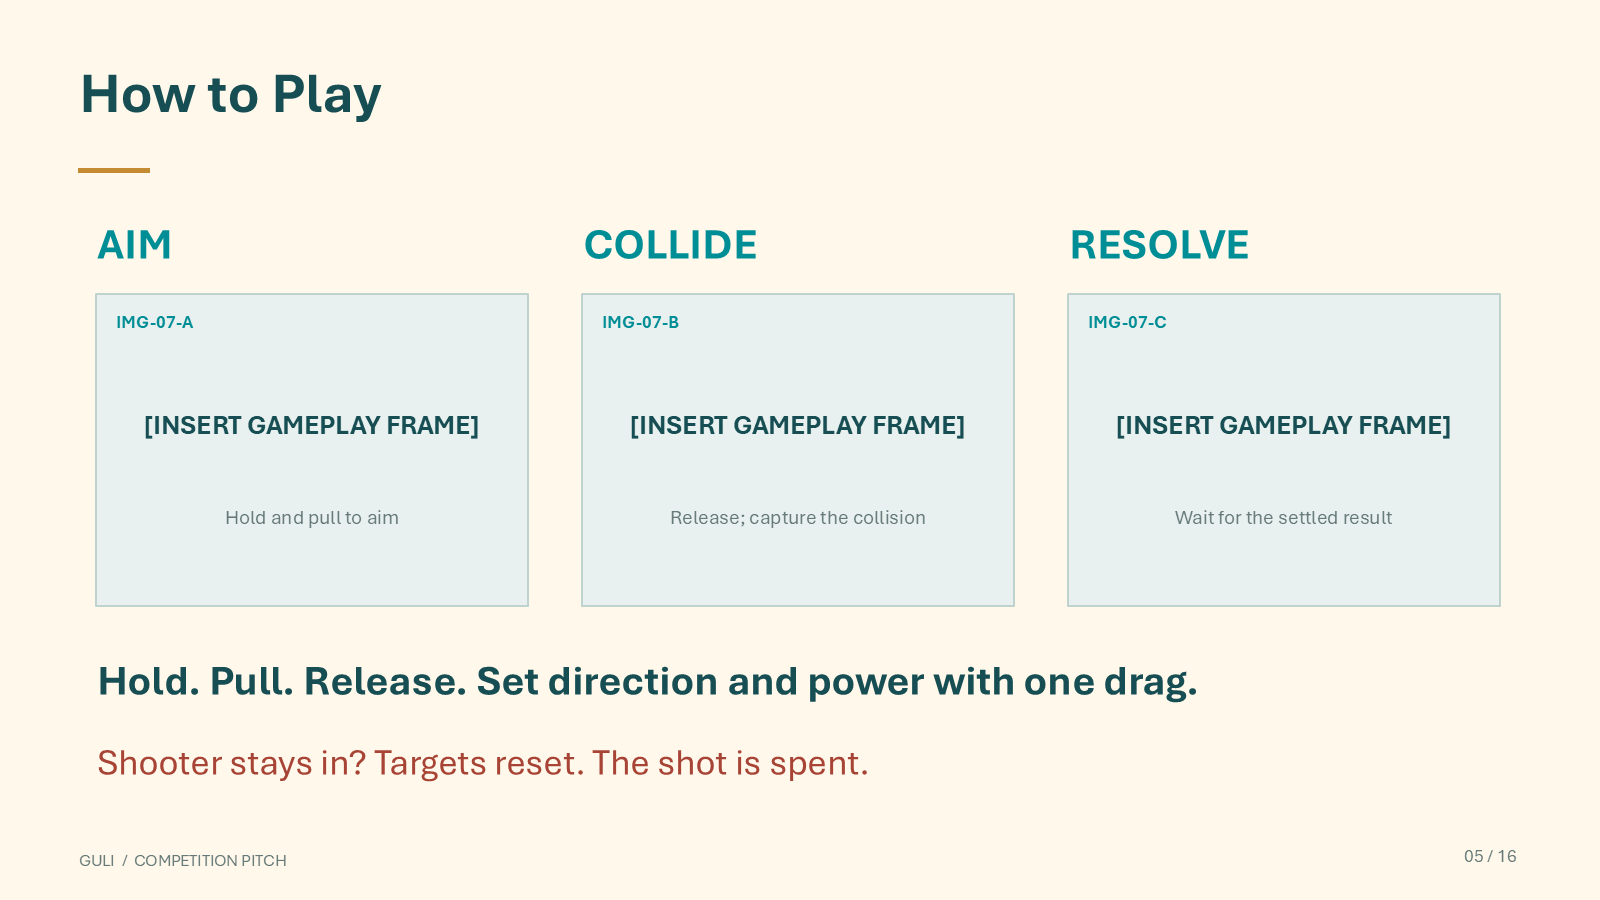 How to Play
AIM
COLLIDE
RESOLVE
IMG-07-A
IMG-07-B
IMG-07-C
[INSERT GAMEPLAY FRAME]
[INSERT GAMEPLAY FRAME]
[INSERT GAMEPLAY FRAME]
Hold and pull to aim
Release; capture the collision
Wait for the settled result
Hold. Pull. Release. Set direction and power with one drag.
Shooter stays in? Targets reset. The shot is spent.
GULI / COMPETITION PITCH
05 / 16